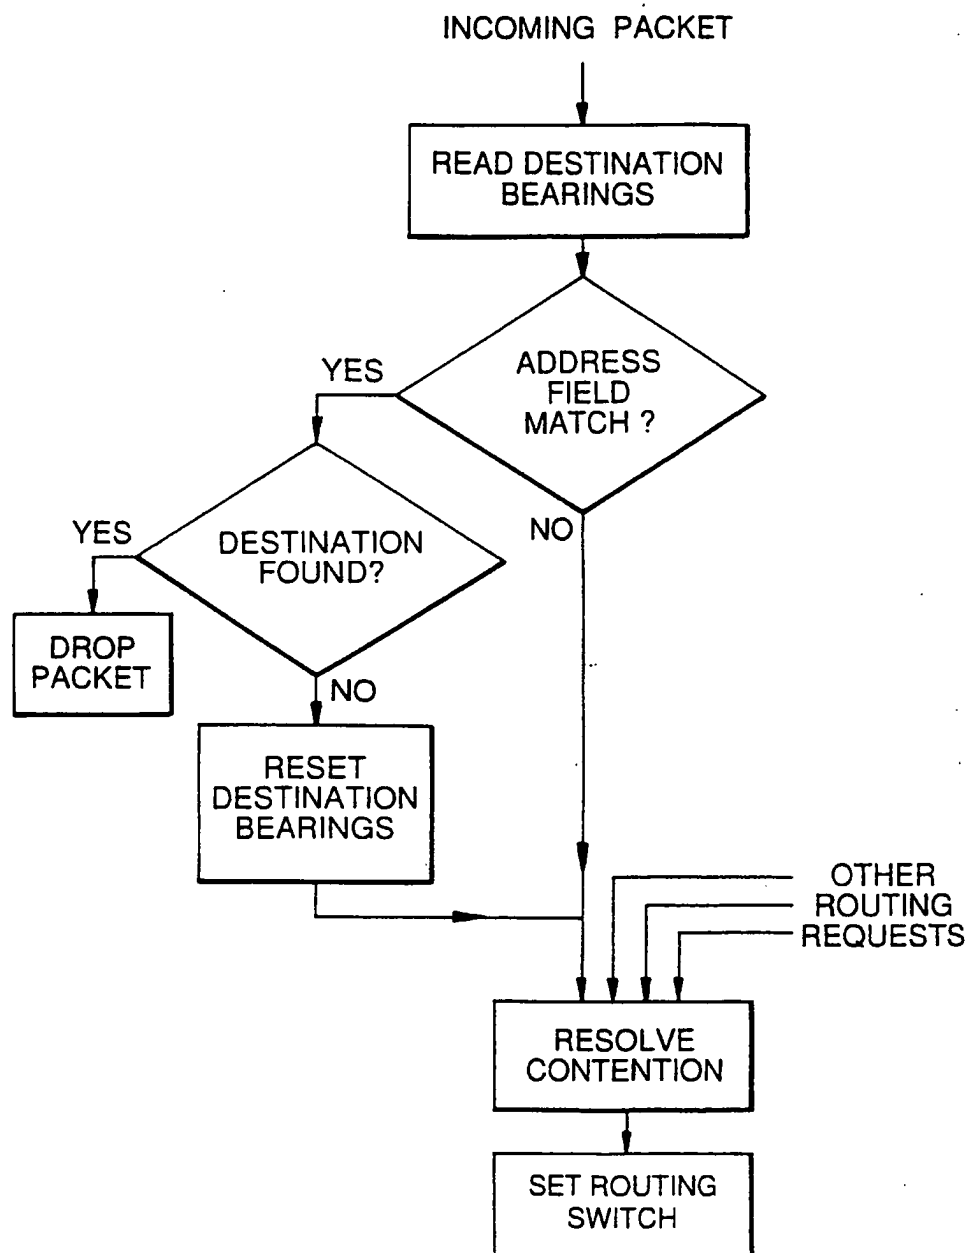 INCOMING PACKET
READ DESTINATION
BEARINGS
ADDRESS
FIELD
MATCH ?
YES
NO
DESTINATION
FOUND?
YES
DROP
PACKET
NO
RESET
DESTINATION
BEARINGS
OTHER
ROUTING
REQUESTS
RESOLVE
CONTENTION
SET ROUTING
SWITCH